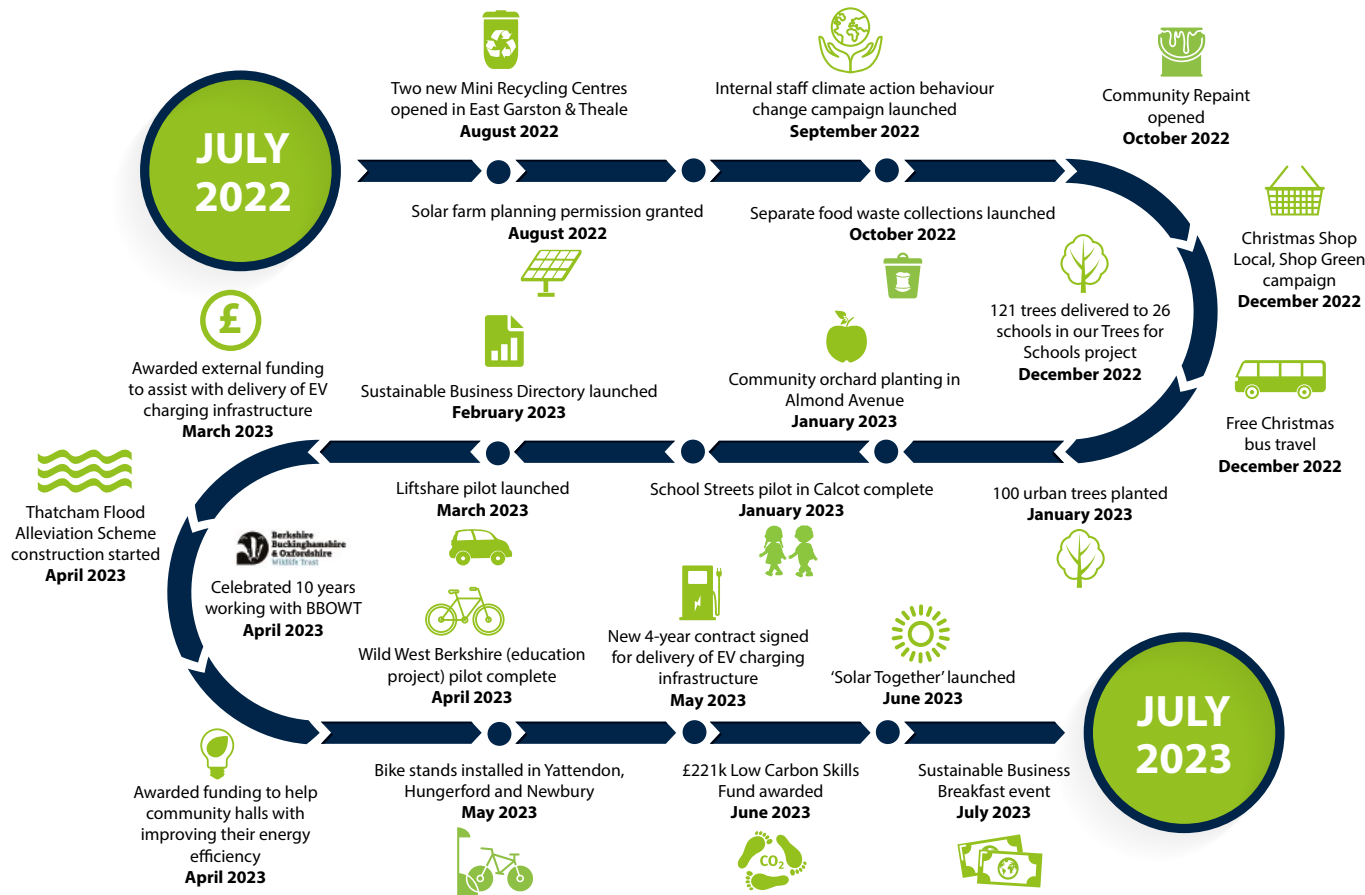 JULY
2022
Two new Mini Recycling Centres
opened in East Garston & Theale
August 2022
Solar farm planning permission granted
August 2022
Internal staff climate action behaviour
change campaign launched
September 2022
Separate food waste collections launched
October 2022
Community Repaint
opened
October 2022
Christmas Shop
Local, Shop Green
campaign
December 2022
121 trees delivered to 26
schools in our Trees for
Schools project
December 2022
Free Christmas
bus travel
December 2022
100 urban trees planted
January 2023
Community orchard planting in
Almond Avenue
January 2023
School Streets pilot in Calcot complete
January 2023
Sustainable Business Directory launched
February 2023
Liftshare pilot launched
March 2023
£
Awarded external funding
to assist with delivery of EV
charging infrastructure
March 2023
Thatcham Flood
Alleviation Scheme
construction started
April 2023
Berkshire
Buckinghamshire
& Oxfordshire
Wildlife Trust
Celebrated 10 years
working with BBOWT
April 2023
Awarded funding to help
community halls with
improving their energy
efficiency
April 2023
Wild West Berkshire (education
project) pilot complete
April 2023
Bike stands installed in Yattendon,
Hungerford and Newbury
May 2023
New 4-year contract signed
for delivery of EV charging
infrastructure
May 2023
£221k Low Carbon Skills
Fund awarded
June 2023
CO2
'Solar Together' launched
June 2023
Sustainable Business
Breakfast event
July 2023
JULY
2023